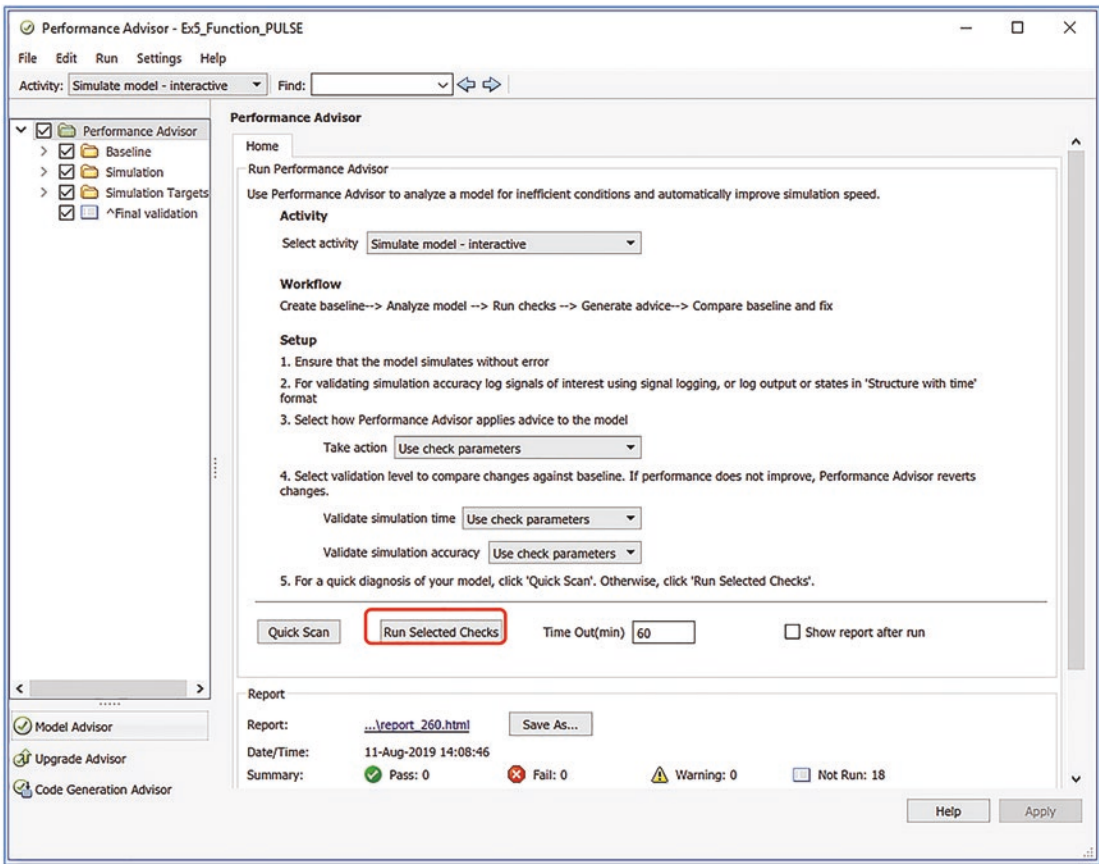 Performance Advisor - Ex5_Function_PULSE
File Edit Run Settings Help
Activity: Simulate model - interactive Find:
Performance Advisor
Baseline
Simulation
Simulation Targets
^Final validation
Model Advisor
Upgrade Advisor
Code Generation Advisor
Performance Advisor
Home
Run Performance Advisor
Use Performance Advisor to analyze a model for inefficient conditions and automatically improve simulation speed.
Activity
Select activity Simulate model - interactive
Workflow
Create baseline--> Analyze model --> Run checks --> Generate advice--> Compare baseline and fix
Setup
1. Ensure that the model simulates without error
2. For validating simulation accuracy log signals of interest using signal logging, or log output or states in 'Structure with time'
format
3. Select how Performance Advisor applies advice to the model
Take action Use check parameters
4. Select validation level to compare changes against baseline. If performance does not improve, Performance Advisor reverts
changes.
Validate simulation time Use check parameters
Validate simulation accuracy Use check parameters
5. For a quick diagnosis of your model, click 'Quick Scan'. Otherwise, click 'Run Selected Checks'.
Quick Scan Run Selected Checks Time Out(min) 60 Show report after run
Report
Report: ...\report_260.html Save As...
Date/Time: 11-Aug-2019 14:08:46
Summary: Pass: 0 Fail: 0 Warning: 0 Not Run: 18
Help Apply